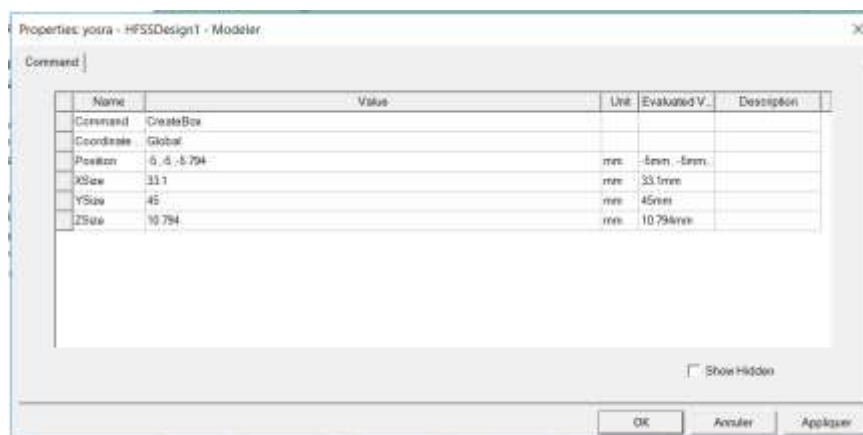 Properties: yosra - HFSSDesign1 - Modeler
Command
Name Value Unit Evaluated V... Description
Command CreateBox
Coordinate... Global
Position -5 ,-5 ,-5.794 mm -5mm, -5mm,
XSize 33.1 mm 33.1mm
YSize 45 mm 45mm
ZSize 10.794 mm 10.794mm
Show Hidden
OK Annuler Appliquer